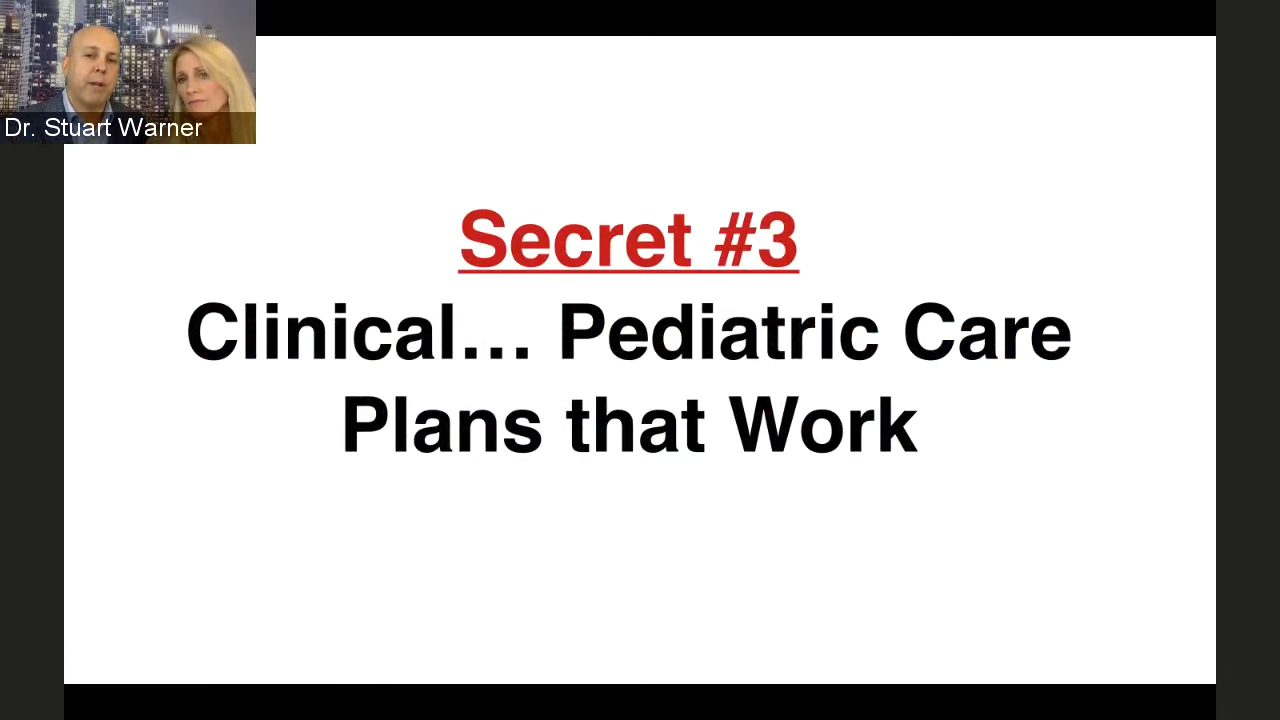 Dr. Stuart Warner
Secret #3
Clinical... Pediatric Care
Plans that Work